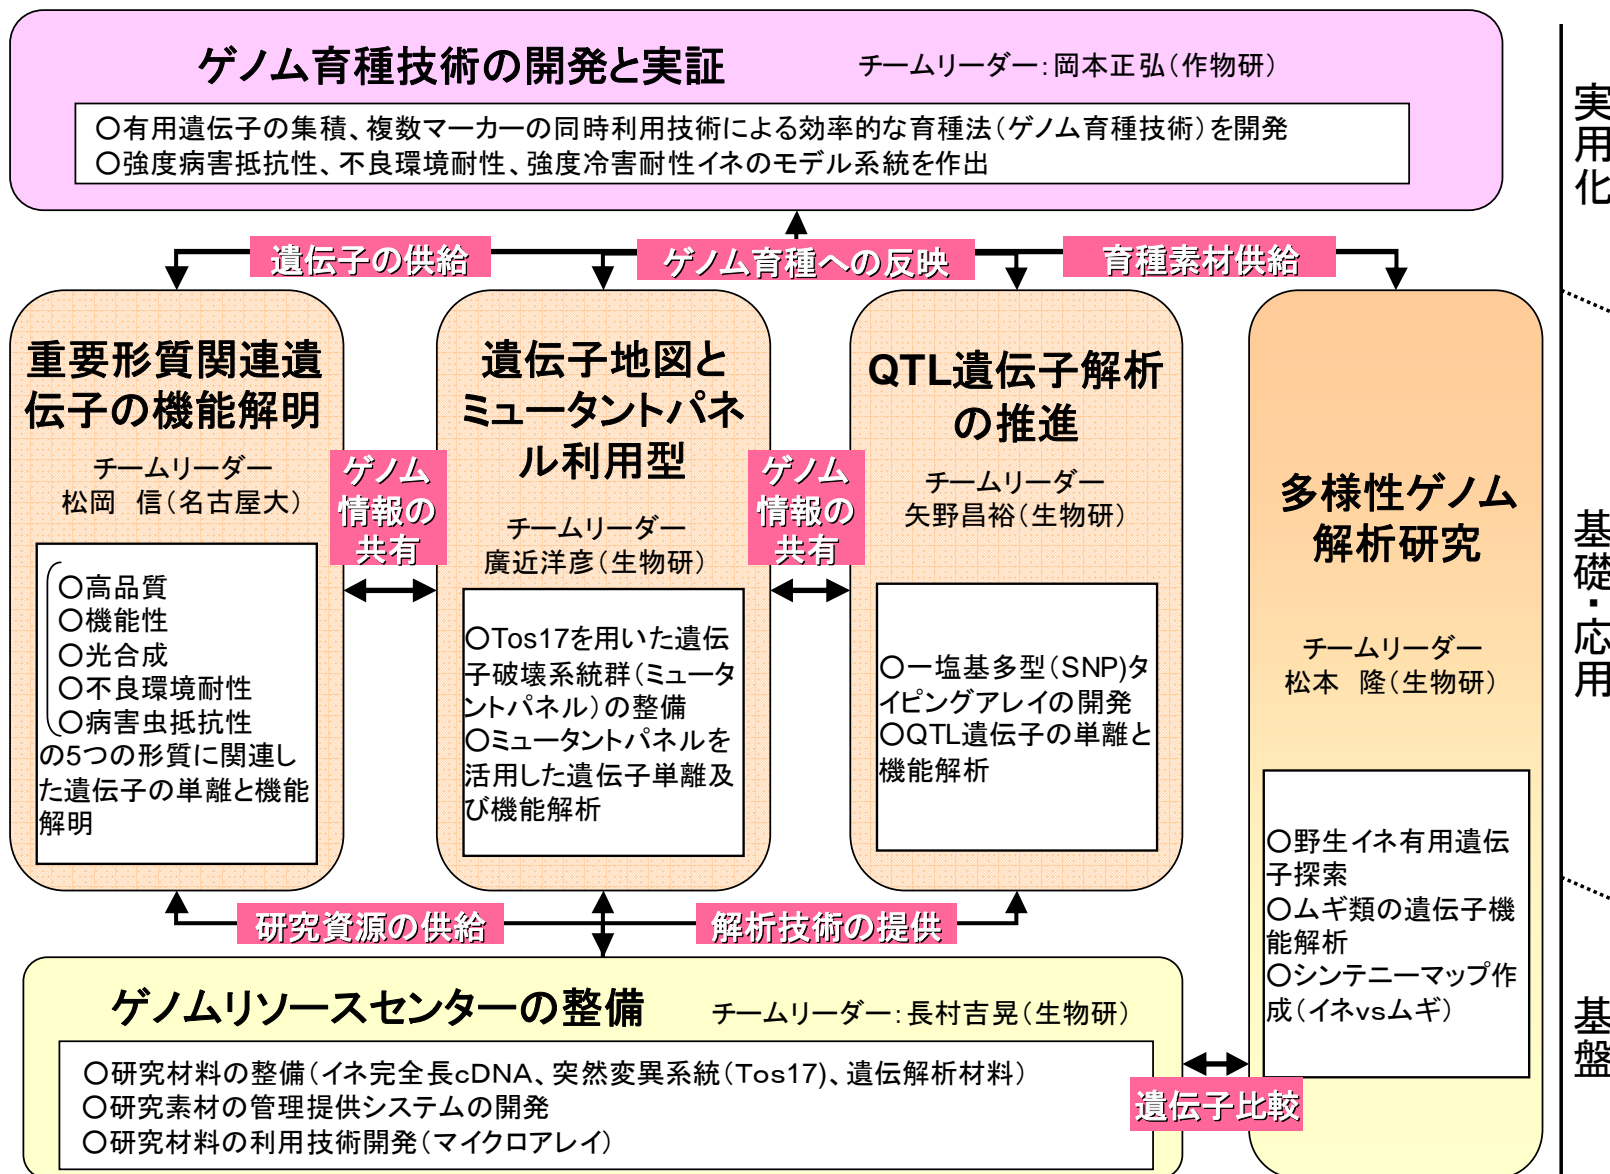 ゲノム育種技術の開発と実証
チームリーダー：岡本正弘（作物研）
○有用遺伝子の集積、複数マーカーの同時利用技術による効率的な育種法（ゲノム育種技術）を開発
○強度病害抵抗性、不良環境耐性、強度冷害耐性イネのモデル系統を作出
実用化
遺伝子の供給
ゲノム育種への反映
育種素材供給
重要形質関連遺
伝子の機能解明
チームリーダー
松岡　信（名古屋大）
○高品質
○機能性
○光合成
○不良環境耐性
○病害虫抵抗性
の5つの形質に関連し
た遺伝子の単離と機能
解明
ゲノム
情報の
共有
遺伝子地図と
ミュータントパネ
ル利用型
チームリーダー
廣近洋彦（生物研）
○Tos17を用いた遺伝
子破壊系統群（ミュータ
ントパネル）の整備
○ミュータントパネルを
活用した遺伝子単離及
び機能解析
ゲノム
情報の
共有
QTL遺伝子解析
の推進
チームリーダー
矢野昌裕（生物研）
○一塩基多型（SNP)タ
イピングアレイの開発
○QTL遺伝子の単離と
機能解析
多様性ゲノム
解析研究
チームリーダー
松本　隆（生物研）
○野生イネ有用遺伝
子探索
○ムギ類の遺伝子機
能解析
○シンテニーマップ作
成（イネvsムギ）
基礎・応用
研究資源の供給
解析技術の提供
ゲノムリソースセンターの整備
チームリーダー：長村吉晃（生物研）
○研究材料の整備（イネ完全長cDNA、突然変異系統（Tos17)、遺伝解析材料）
○研究素材の管理提供システムの開発
○研究材料の利用技術開発（マイクロアレイ）
遺伝子比較
基盤